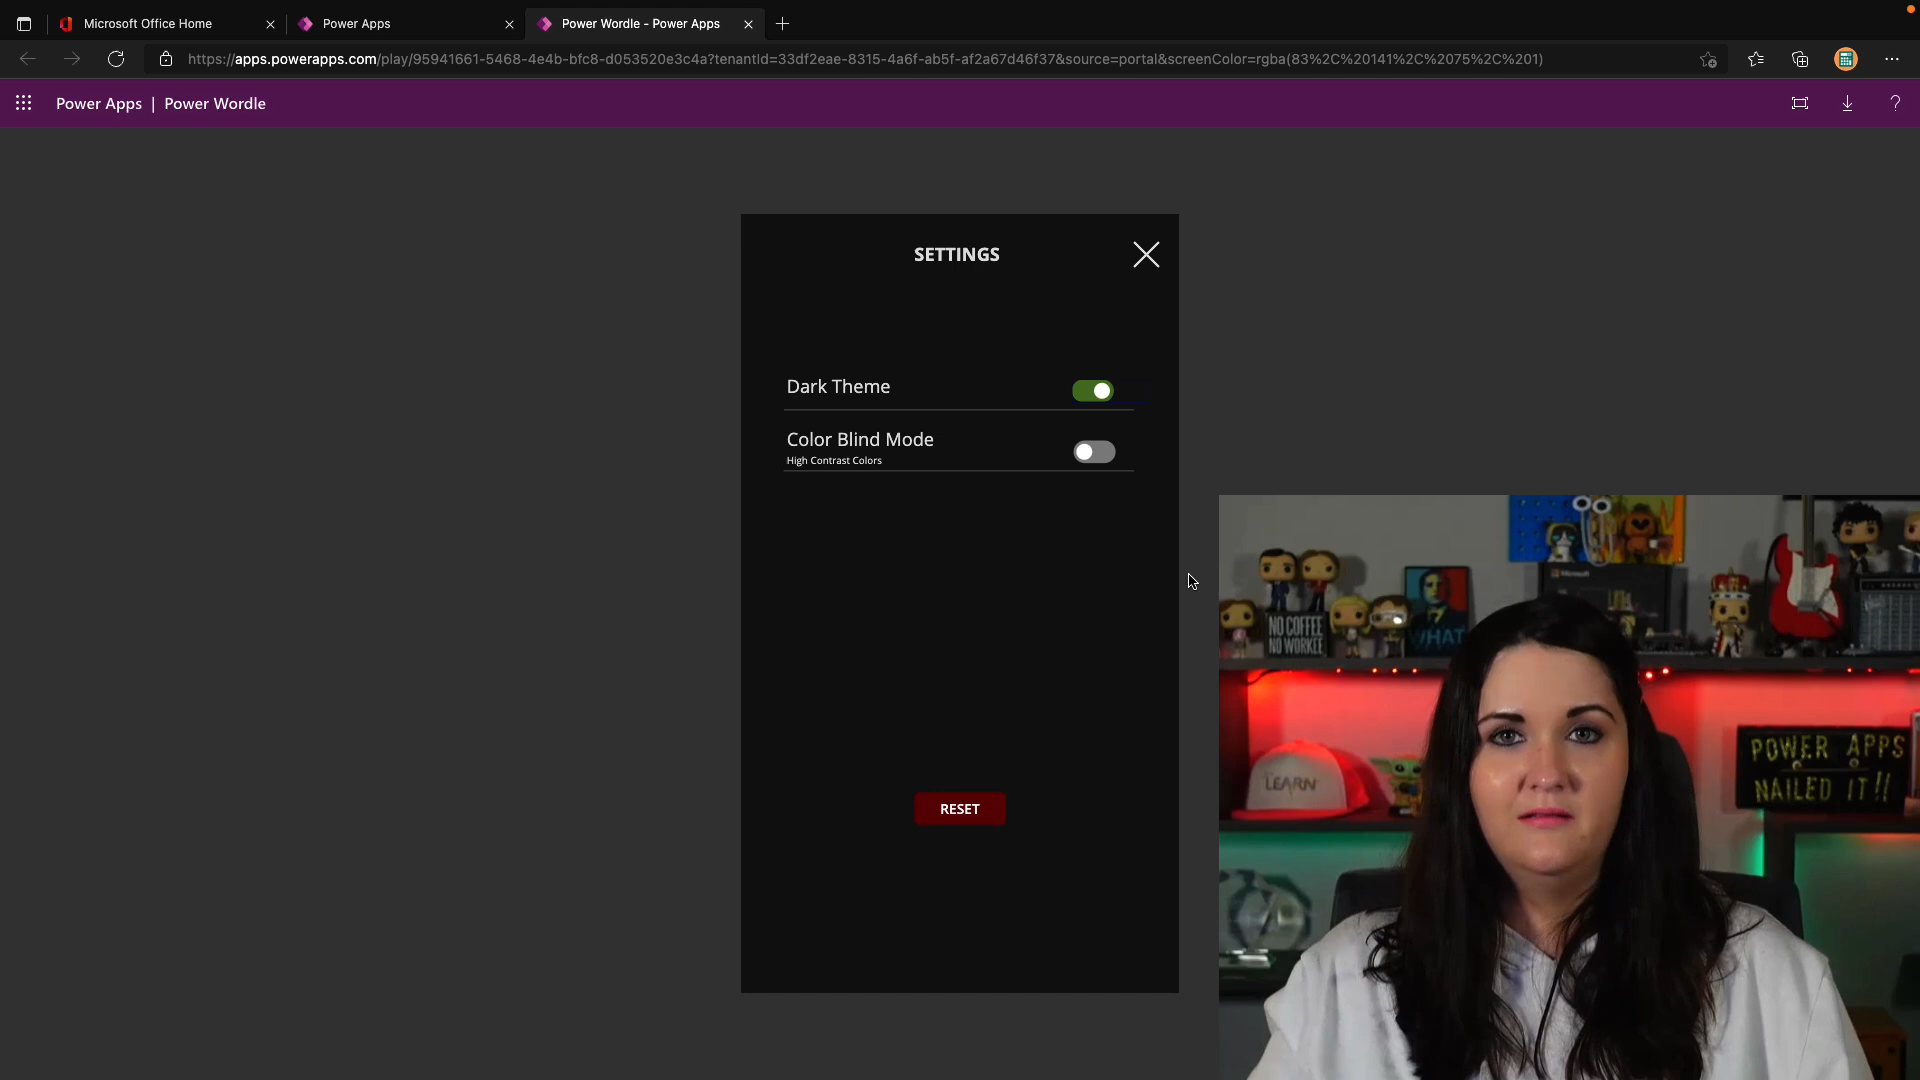 Microsoft Office Home
Power Apps
Power Wordle - Power Apps
https://apps.powerapps.com/play/95941661-5468-4e4b-bfc8-d053520e3c4a?tenantId=33df2eae-8315-4a6f-ab5f-af2a67d46f37&source=portal&screenColor=rgba(83%2C%20141%2C%2075%2C%201)
Power Apps | Power Wordle
?
SETTINGS
Dark Theme
Color Blind Mode
High Contrast Colors
RESET
Microsoft
NO COFFEE
NO WORKEE
WHAT
LEARN
POWER APPS
NAILED IT!!